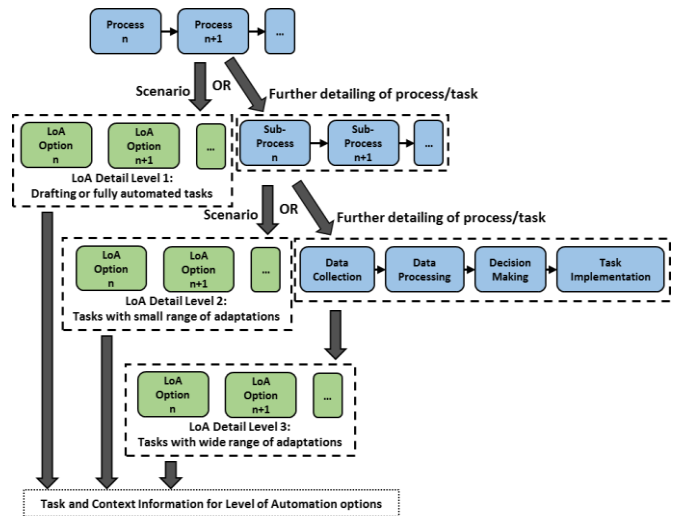 Process
n
Process
n+1
...
Scenario
OR
Further detailing of process/task
LoA
Option
n
LoA
Option
n+1
...
LoA Detail Level 1:
Drafting or fully automated tasks
Sub-
Process
n
Sub-
Process
n+1
...
Scenario
OR
Further detailing of process/task
LoA
Option
n
LoA
Option
n+1
...
LoA Detail Level 2:
Tasks with small range of adaptations
Data
Collection
Data
Processing
Decision
Making
Task
Implementation
LoA
Option
n
LoA
Option
n+1
...
LoA Detail Level 3:
Tasks with wide range of adaptations
Task and Context Information for Level of Automation options